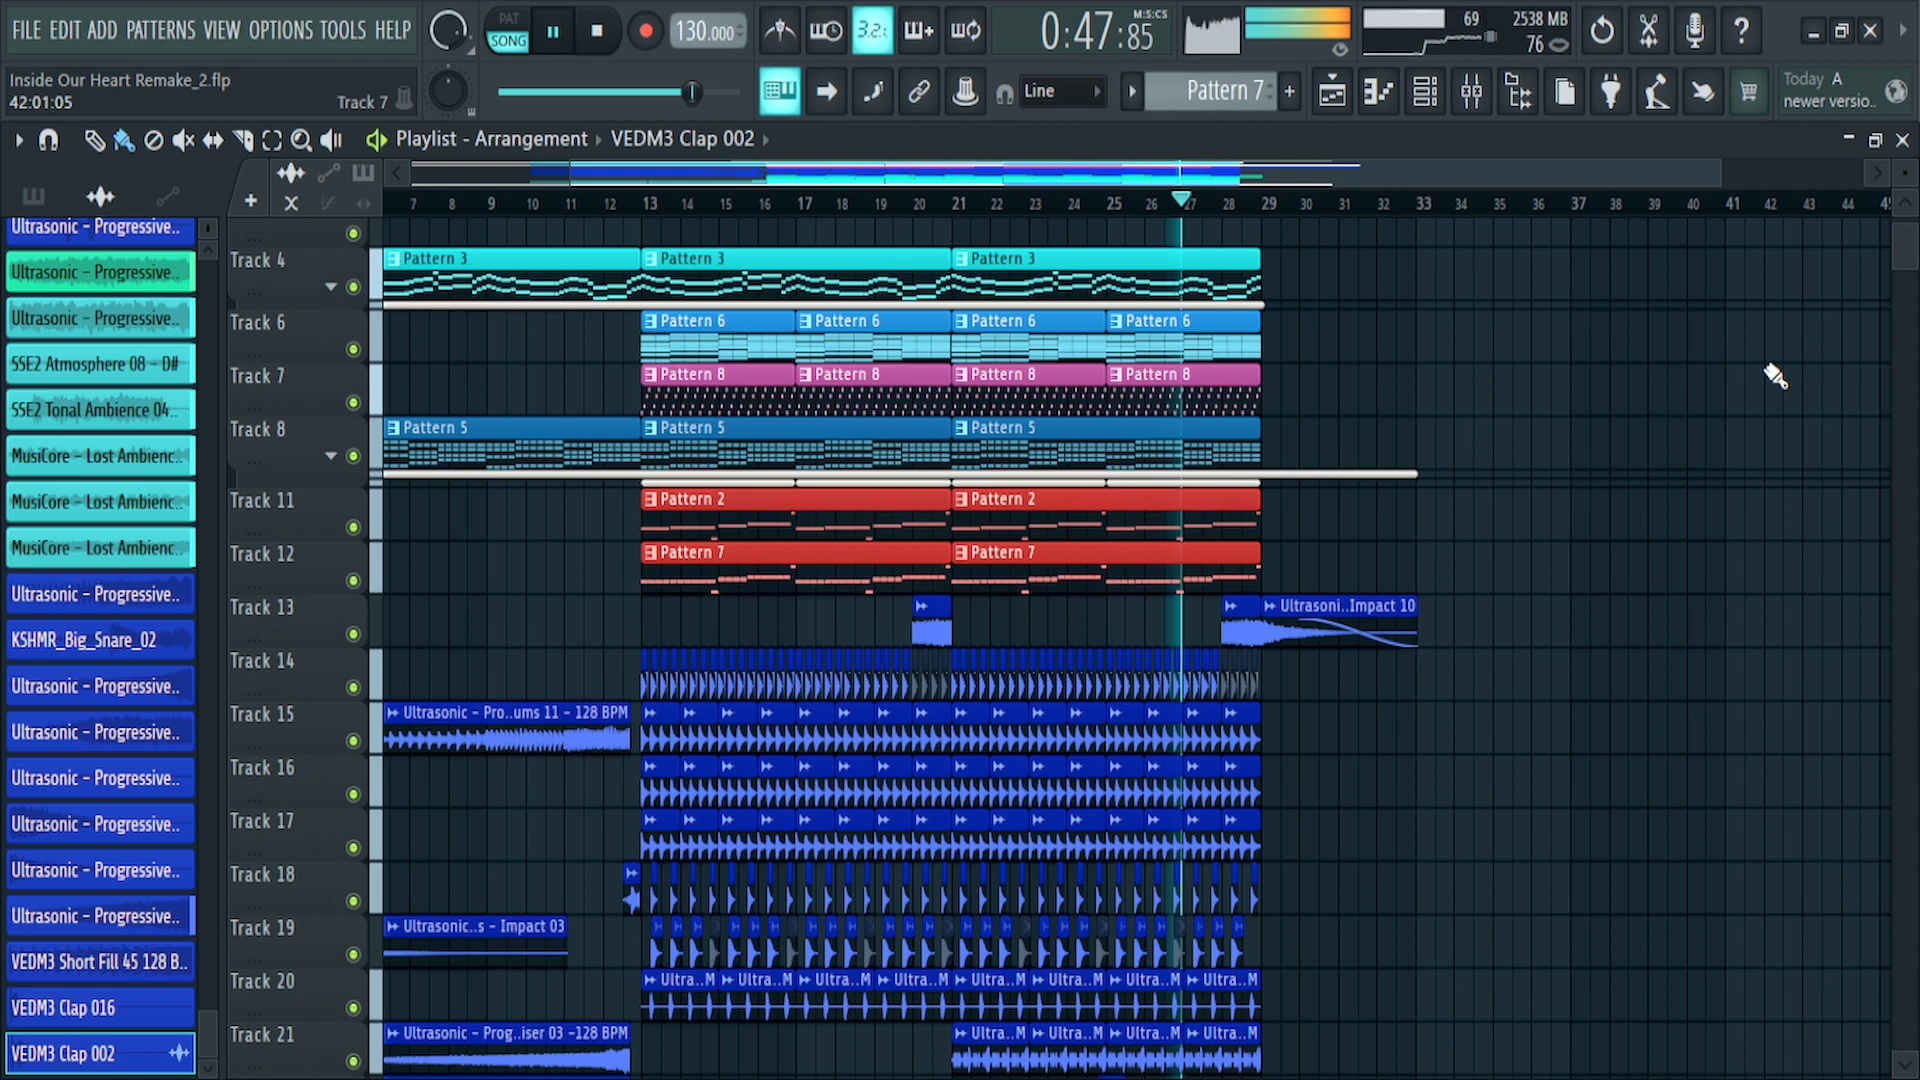 FILE EDIT ADD PATTERNS VIEW OPTIONS TOOLS HELP
PAT
SONG
130.000
3.2:
0:47:85
M:S:CS
69
2538 MB
76
Inside Our Heart Remake_2.flp
42:01:05
Track 7
Line
Pattern 7
Today A
newer versio..
Playlist - Arrangement › VEDM3 Clap 002 ›
7 8 9 10 11 12 13 14 15 16 17 18 19 20 21 22 23 24 25 26 27 28 29 30 31 32 33 34 35 36 37 38 39 40 41 42 43 44
Ultrasonic - Progressive..
Ultrasonic - Progressive..
Ultrasonic - Progressive..
SSE2 Atmosphere 08 - D#
SSE2 Tonal Ambience 04..
MusiCore - Lost Ambienc..
MusiCore - Lost Ambienc..
MusiCore - Lost Ambienc..
Ultrasonic - Progressive..
KSHMR_Big_Snare_02
Ultrasonic - Progressive..
Ultrasonic - Progressive..
Ultrasonic - Progressive..
Ultrasonic - Progressive..
Ultrasonic - Progressive..
Ultrasonic - Progressive..
VEDM3 Short Fill 45 128 B..
VEDM3 Clap 016
VEDM3 Clap 002
Track 4
Pattern 3 Pattern 3 Pattern 3
Track 6
Pattern 6 Pattern 6 Pattern 6 Pattern 6
Track 7
Pattern 8 Pattern 8 Pattern 8 Pattern 8
Track 8
Pattern 5 Pattern 5 Pattern 5
Track 11
Pattern 2 Pattern 2
Track 12
Pattern 7 Pattern 7
Track 13
Ultrasoni..Impact 10
Track 14
Track 15
Ultrasonic - Pro..ums 11 - 128 BPM
Track 16
Track 17
Track 18
Track 19
Ultrasonic..s - Impact 03
Track 20
Ultra..M Ultra..M Ultra..M Ultra..M Ultra..M Ultra..M Ultra..M Ultra..M
Track 21
Ultrasonic - Prog..iser 03 -128 BPM
Ultra..M Ultra..M Ultra..M Ultra..M